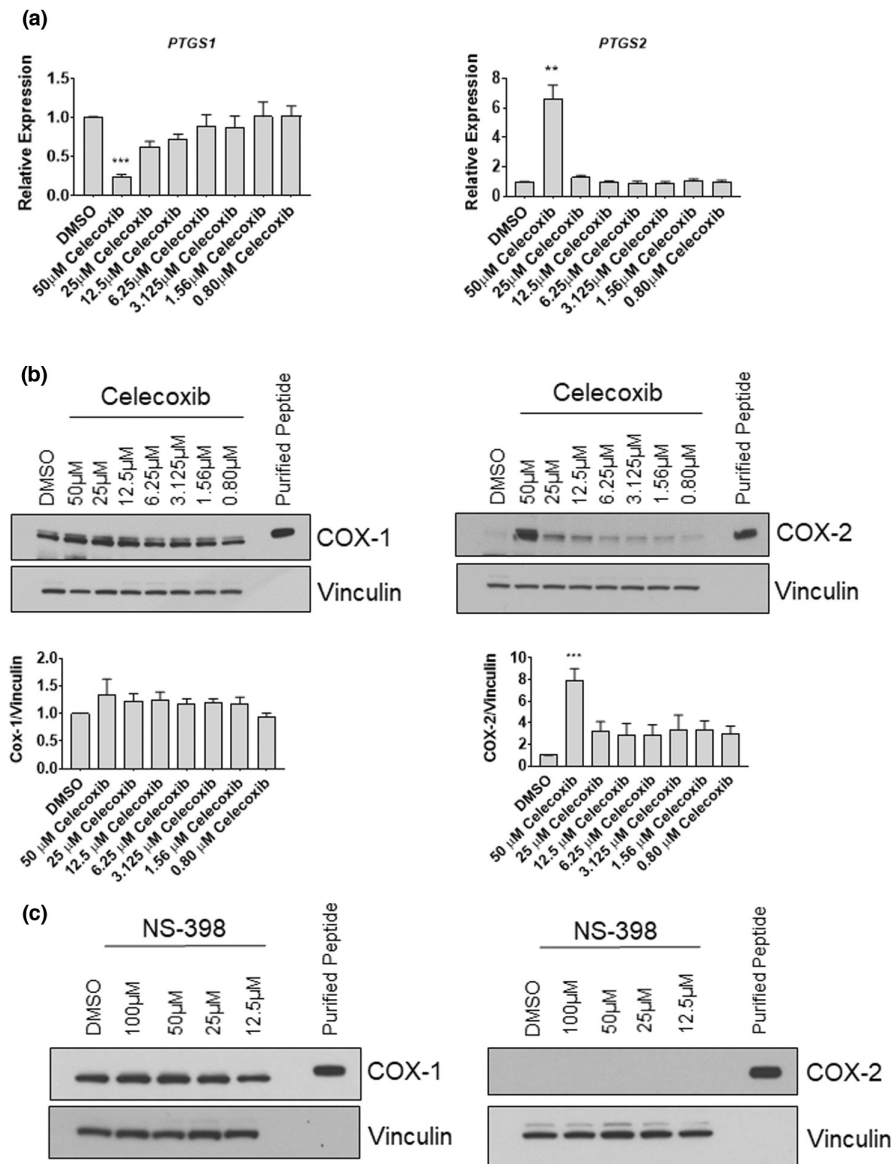 (a)
PTGS1
Relative Expression
1.5
1.0
0.5
0.0
DMSO
50μM Celecoxib
25μM Celecoxib
12.5μM Celecoxib
6.25μM Celecoxib
3.125μM Celecoxib
1.56μM Celecoxib
0.80μM Celecoxib
***
PTGS2
Relative Expression
8
6
4
2
0
DMSO
50μM Celecoxib
25μM Celecoxib
12.5μM Celecoxib
6.25μM Celecoxib
3.125μM Celecoxib
1.56μM Celecoxib
0.80μM Celecoxib
**
(b)
Celecoxib
DMSO
50μM
25μM
12.5μM
6.25μM
3.125μM
1.56μM
0.80μM
Purified Peptide
COX-1
Vinculin
Celecoxib
DMSO
50μM
25μM
12.5μM
6.25μM
3.125μM
1.56μM
0.80μM
Purified Peptide
COX-2
Vinculin
Cox-1/Vinculin
2.0
1.5
1.0
0.5
0.0
DMSO
50 μM Celecoxib
25 μM Celecoxib
12.5 μM Celecoxib
6.25 μM Celecoxib
3.125 μM Celecoxib
1.56 μM Celecoxib
0.80 μM Celecoxib
COX-2/Vinculin
10
8
6
4
2
0
***
DMSO
50 μM Celecoxib
25 μM Celecoxib
12.5 μM Celecoxib
6.25 μM Celecoxib
3.125 μM Celecoxib
1.56 μM Celecoxib
0.80 μM Celecoxib
(c)
NS-398
DMSO
100μM
50μM
25μM
12.5μM
Purified Peptide
COX-1
Vinculin
NS-398
DMSO
100μM
50μM
25μM
12.5μM
Purified Peptide
COX-2
Vinculin